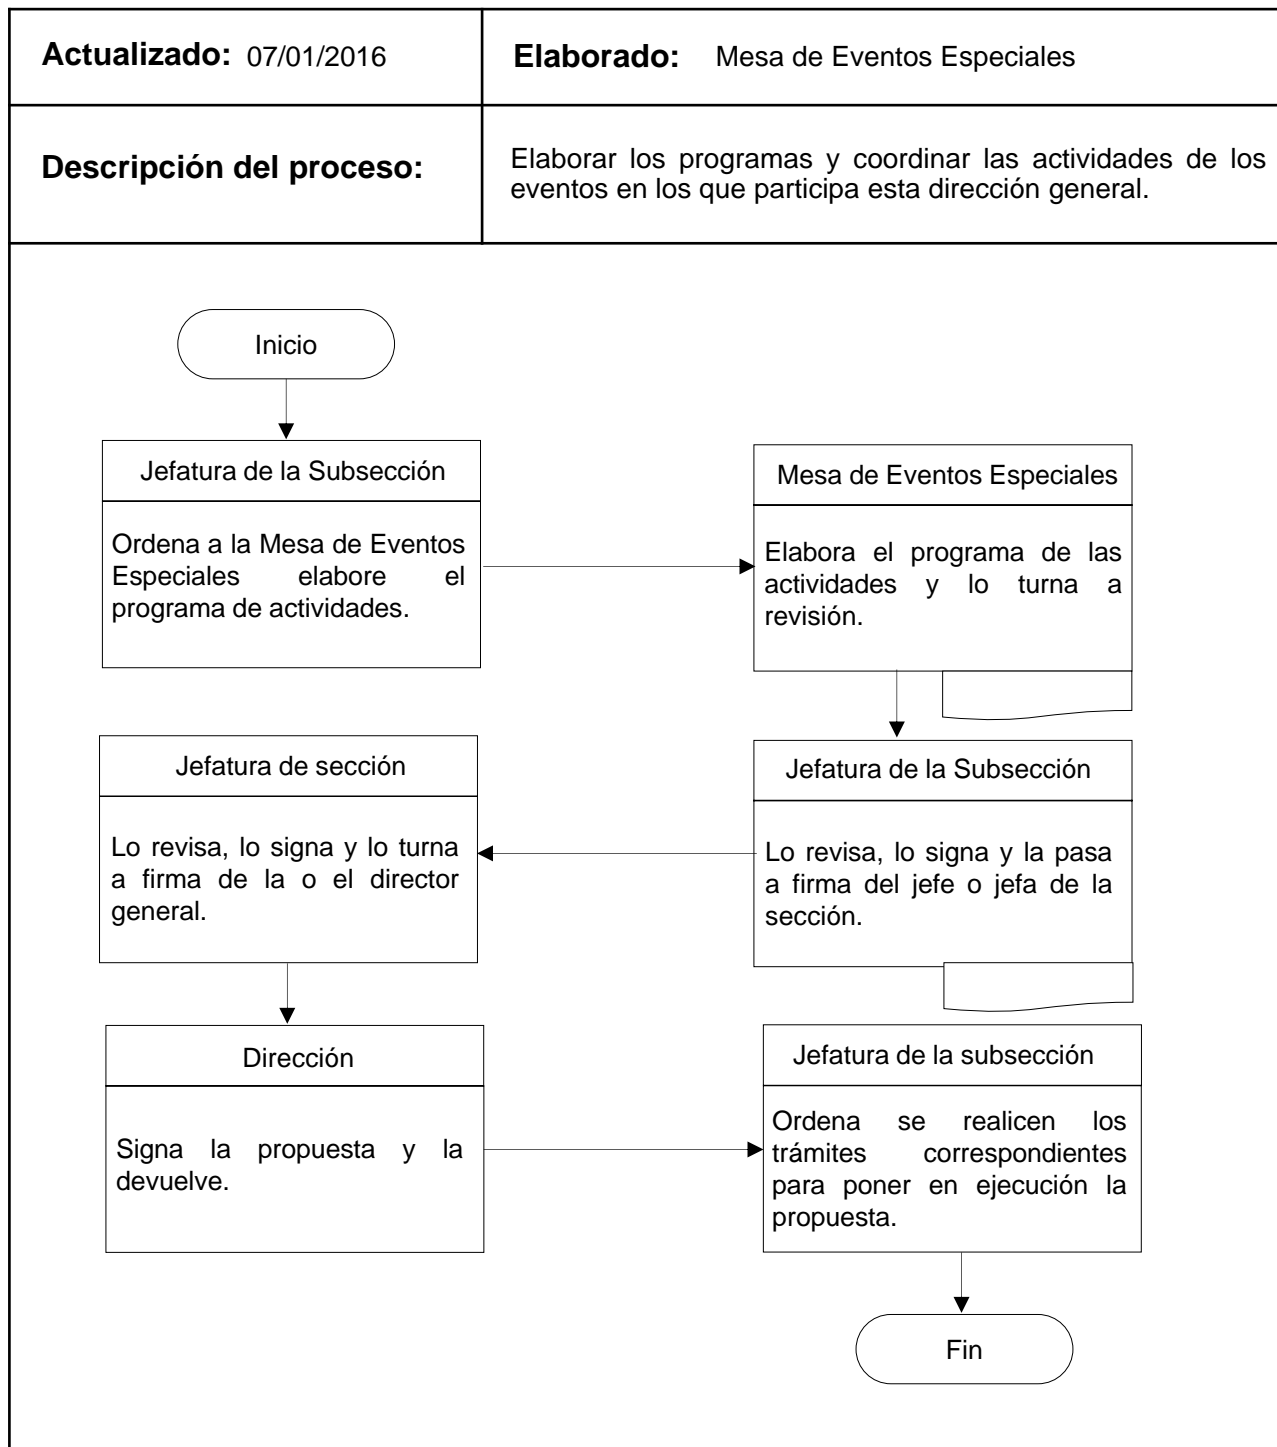 Actualizado: 07/01/2016
Elaborado: Mesa de Eventos Especiales
Descripción del proceso:
Elaborar los programas y coordinar las actividades de los
eventos en los que participa esta dirección general.
Inicio
Jefatura de la Subsección
Ordena a la Mesa de Eventos
Especiales elabore el
programa de actividades.
Mesa de Eventos Especiales
Elabora el programa de las
actividades y lo turna a
revisión.
Jefatura de la Subsección
Lo revisa, lo signa y la pasa
a firma del jefe o jefa de la
sección.
Jefatura de sección
Lo revisa, lo signa y lo turna
a firma de la o el director
general.
Dirección
Signa la propuesta y la
devuelve.
Jefatura de la subsección
Ordena se realicen los
trámites correspondientes
para poner en ejecución la
propuesta.
Fin